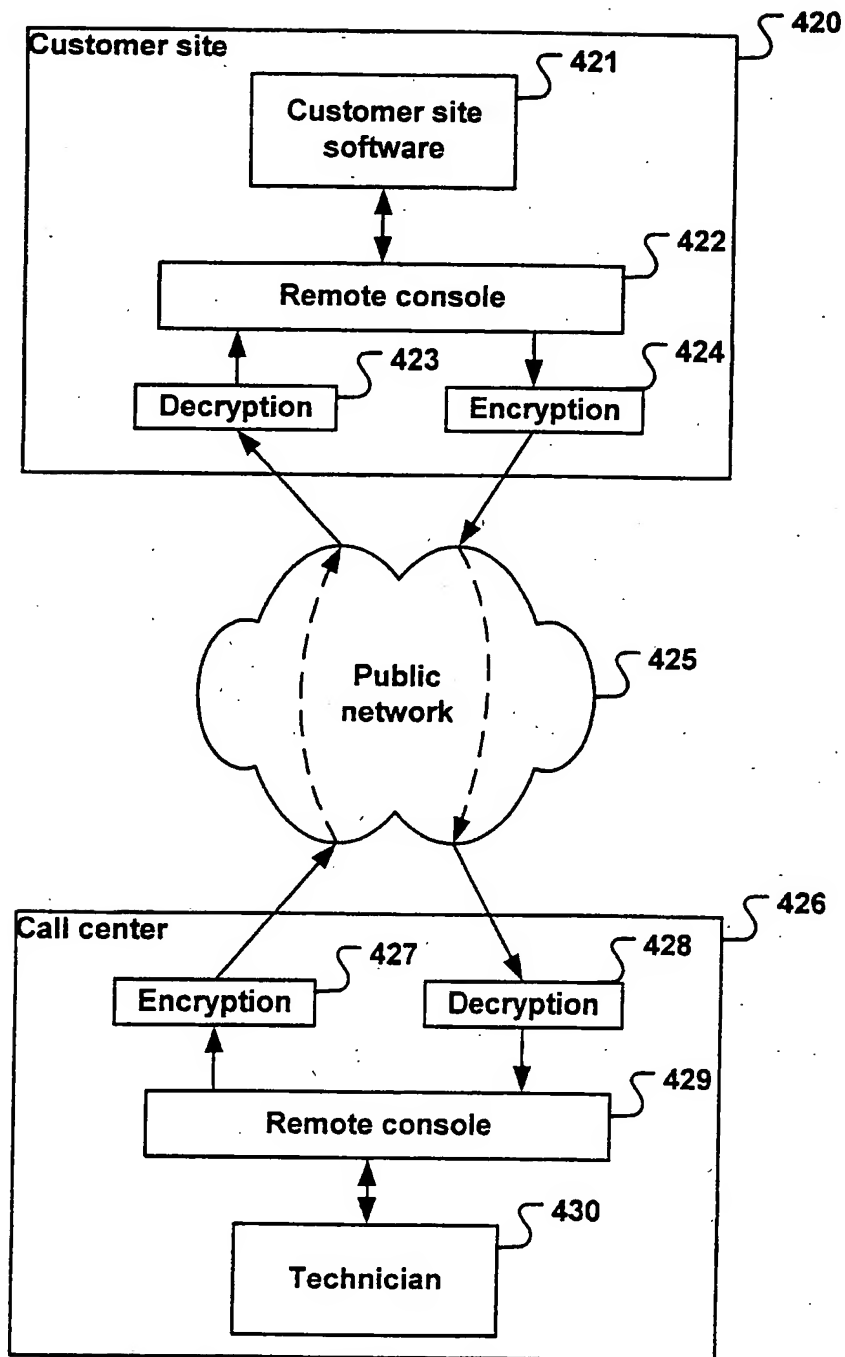 420
Customer site
421
Customer site
software
422
Remote console
423
424
Decryption
Encryption
Public
network
425
426
Call center
427
428
Encryption
Decryption
429
Remote console
430
Technician